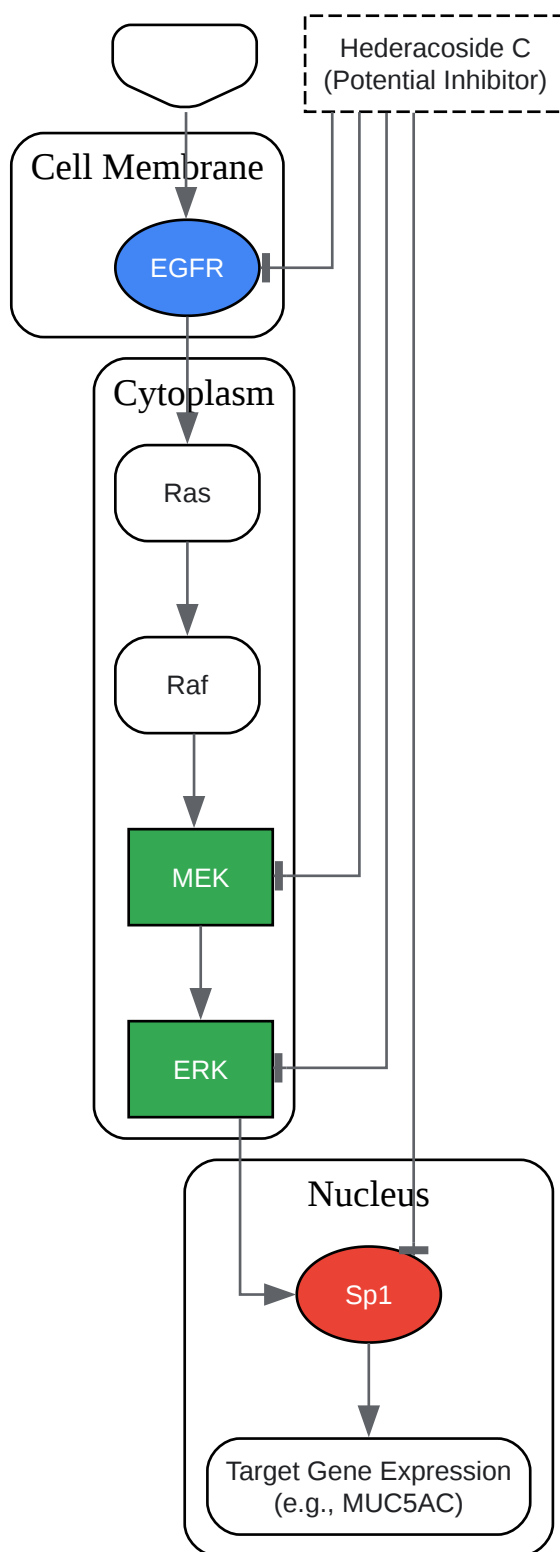 Hederacoside C
(Potential Inhibitor)
Cell Membrane
EGFR
Cytoplasm
Ras
Raf
MEK
ERK
Nucleus
Sp1
Target Gene Expression
(e.g., MUC5AC)